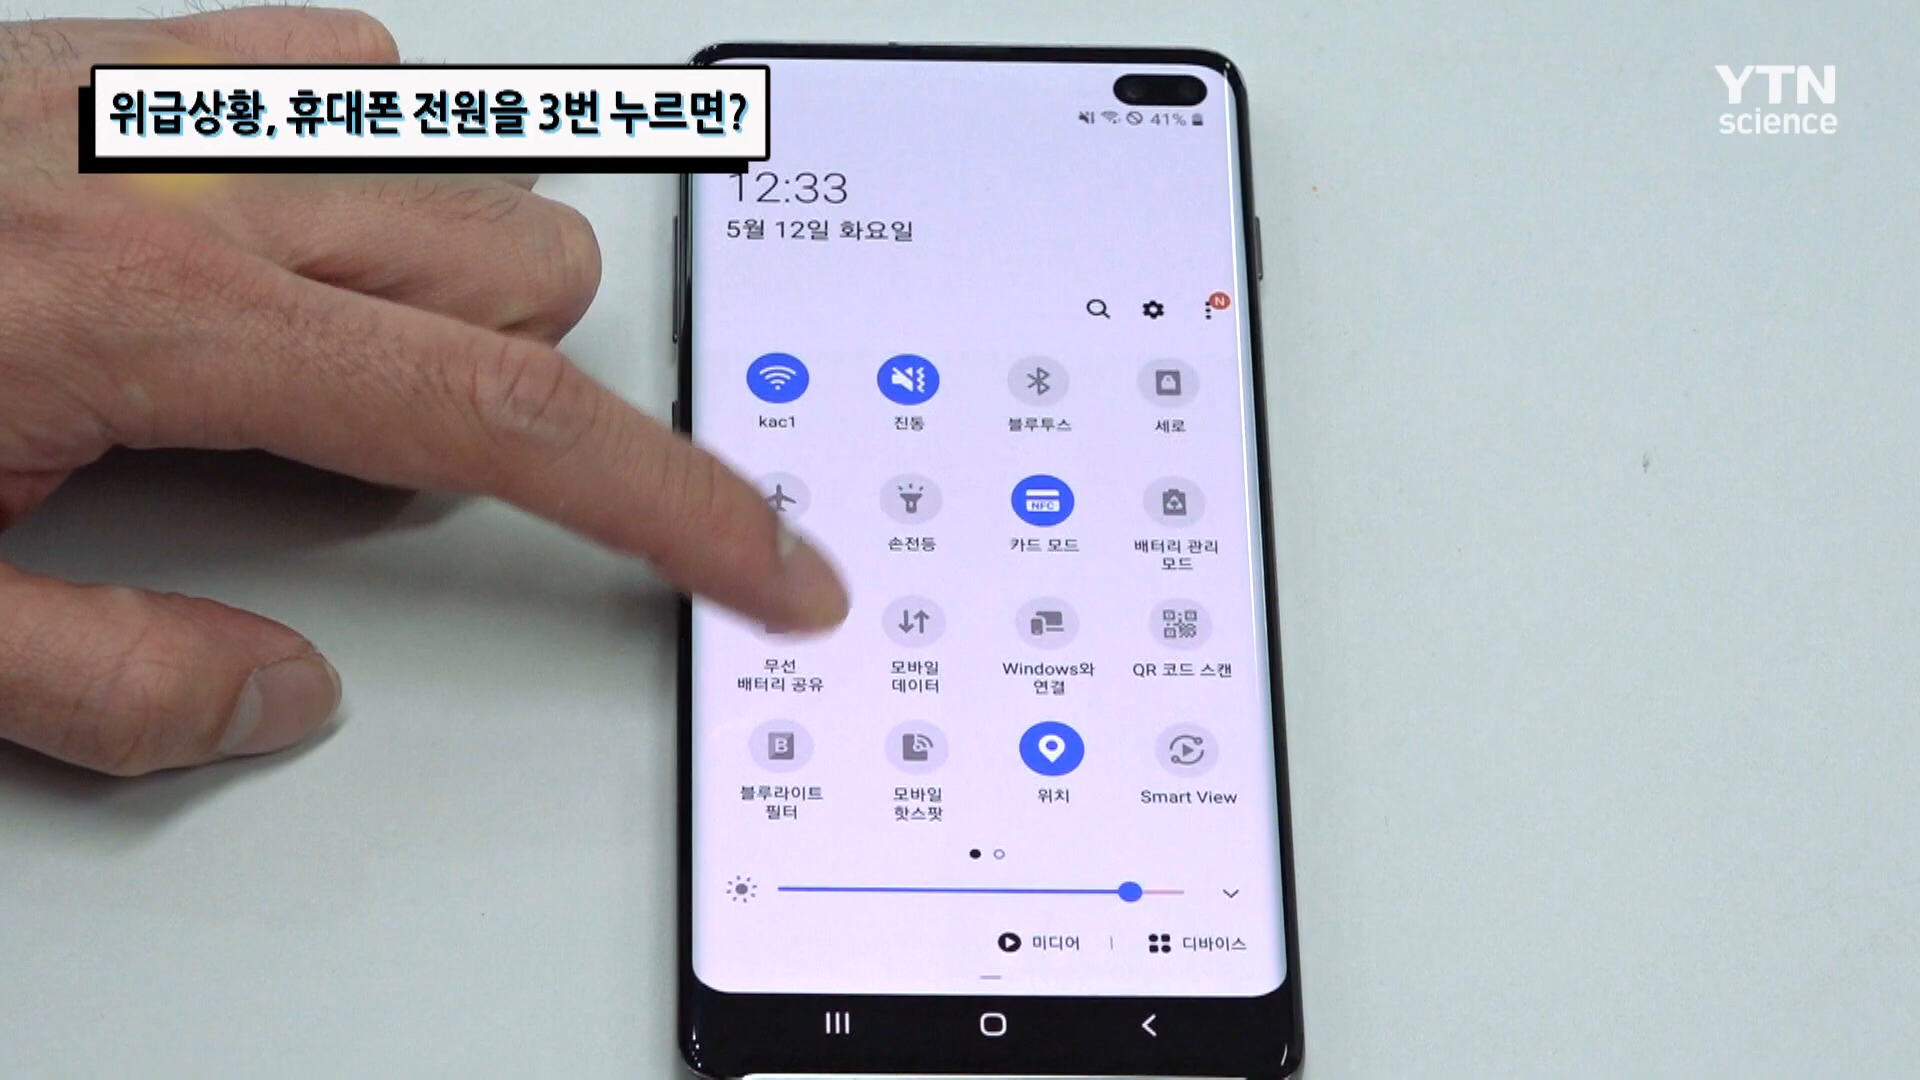 위급상황, 휴대폰 전원을 3번 누르면?
YTN
science
41%
12:33
5월 12일 화요일
N
kac1
진동
블루투스
세로
NFC
손전등
카드 모드
배터리 관리
모드
무선
배터리 공유
모바일
데이터
Windows와
연결
QR 코드 스캔
B
블루라이트
필터
모바일
핫스팟
위치
Smart View
미디어
디바이스